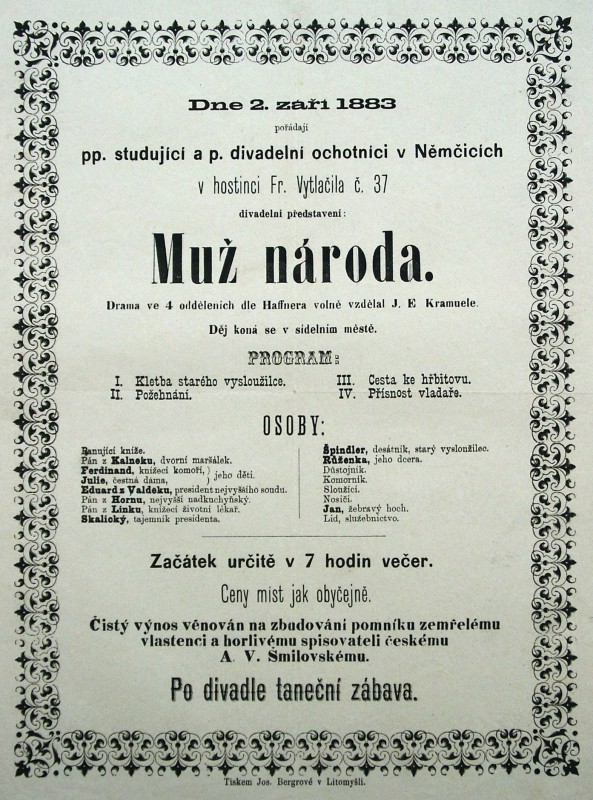 Dne 2. září 1883
pořádají
pp. studující a p. divadelní ochotníci v Němčicích
v hostinci Fr. Vytlačila č. 37
divadelní představení:
Muž národa.
Drama ve 4 odděleních dle Haffnera volně vzdělal J. E Kramuele.
Děj koná se v sídelním městě.
PROGRAM:
I. Kletba starého vysloužilce.
II. Požehnání.
III. Cesta ke hřbitovu.
IV. Přísnost vladaře.
OSOBY:
Panující kníže.
Pán z Kalneku, dvorní maršálek.
Ferdinand, knížecí komoří, )
Julie, čestná dáma, ) jeho děti.
Eduard z Valdeku, president nejvyššího soudu.
Pán z Hornu, nejvyšší nadkuchyňský.
Pán z Linku, knížecí životní lékař.
Skalický, tajemník presidenta.
Špindler, desátník, starý vysloužilec.
Růženka, jeho dcera.
Důstojník.
Komorník.
Sloužící.
Nosiči.
Jan, žebravý hoch.
Lid, služebnictvo.
Začátek určitě v 7 hodin večer.
Ceny míst jak obyčejně.
Čistý výnos věnován na zbudování pomníku zemřelému
vlastenci a horlivému spisovateli českému
A. V. Šmilovskému.
Po divadle taneční zábava.
Tiskem Jos. Bergrově v Litomyšli.